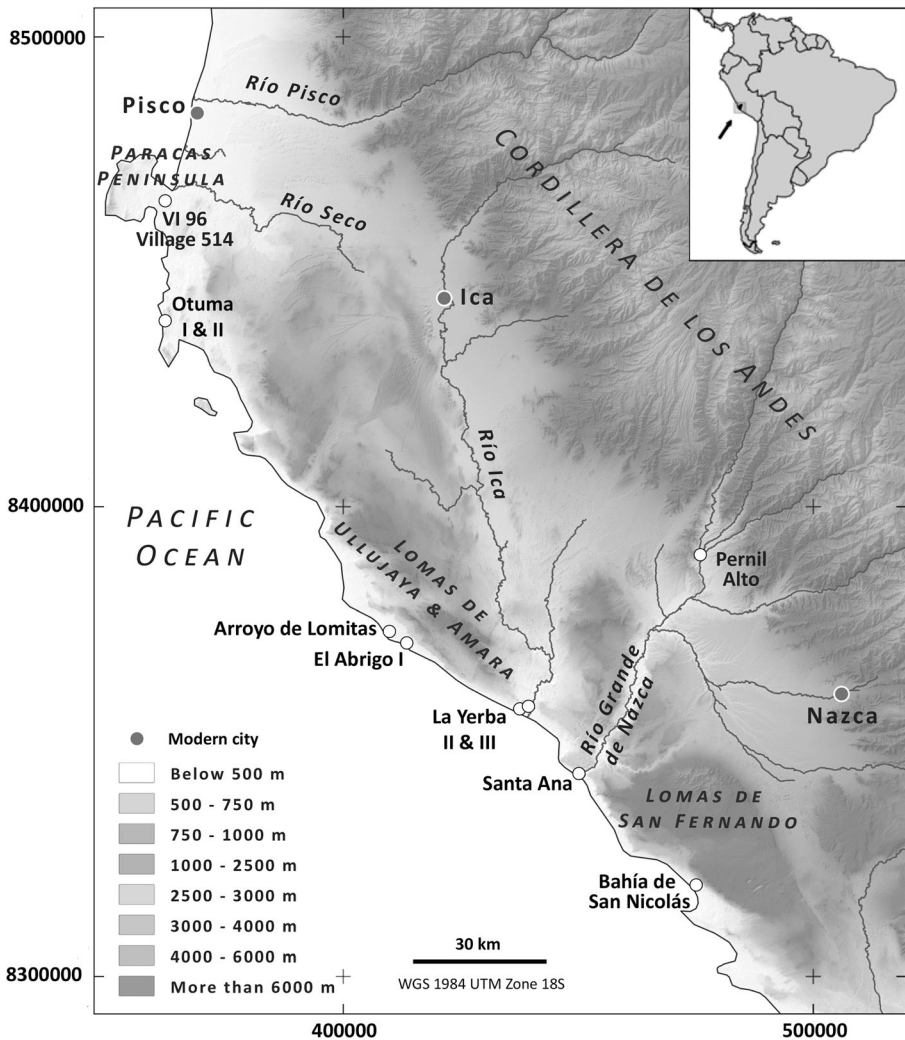 8500000
Río Pisco
Pisco
PARACAS
PENINSULA
Río Seco
VI 96
Village 514
CORDILLERA DE LOS ANDES
Otuma
I & II
Ica
Río Ica
8400000
PACIFIC
OCEAN
LOMAS DE
ULLUJAYA & AMARA
Pernil
Alto
Arroyo de Lomitas
El Abrigo I
Río Grande
de Nazca
La Yerba
II & III
Nazca
Santa Ana
LOMAS DE
SAN FERNANDO
Bahía de
San Nicolás
Modern city
Below 500 m
500 - 750 m
750 - 1000 m
1000 - 2500 m
2500 - 3000 m
3000 - 4000 m
4000 - 6000 m
More than 6000 m
30 km
WGS 1984 UTM Zone 18S
8300000
400000
500000